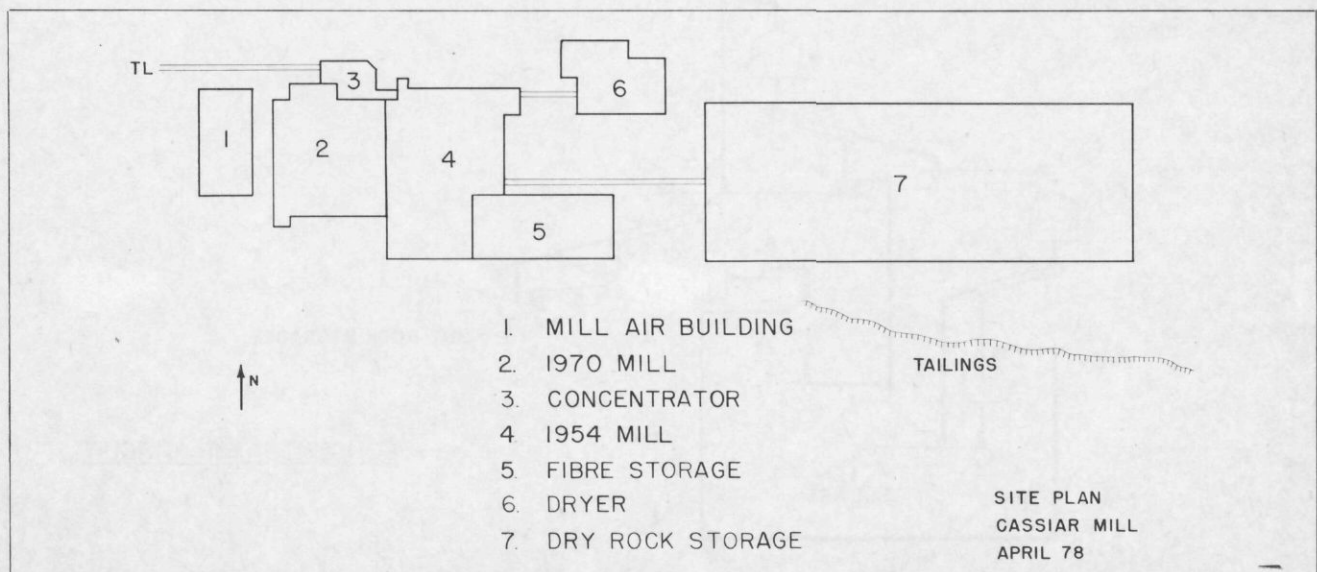 TL
3
6
1
2
4
7
5
N
1. MILL AIR BUILDING
2. 1970 MILL
3. CONCENTRATOR
4. 1954 MILL
5. FIBRE STORAGE
6. DRYER
7. DRY ROCK STORAGE
TAILINGS
SITE PLAN
CASSIAR MILL
APRIL 78